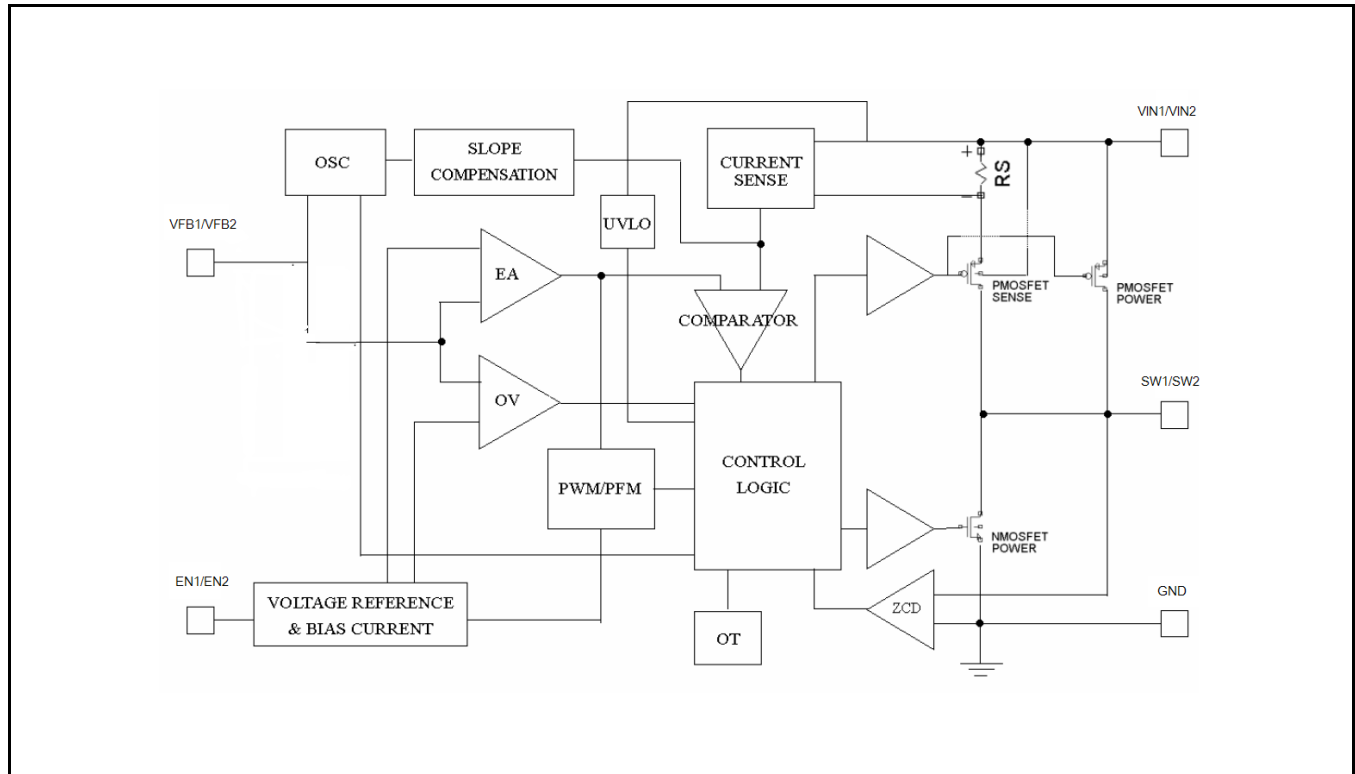 VIN1/VIN2
OSC
SLOPE
COMPENSATION
CURRENT
SENSE
+
RS
-
VFB1/VFB2
UVLO
EA
PMOSFET
SENSE
PMOSFET
POWER
COMPARATOR
SW1/SW2
OV
CONTROL
LOGIC
PWM/PFM
NMOSFET
POWER
EN1/EN2
VOLTAGE REFERENCE
& BIAS CURRENT
ZCD
GND
OT